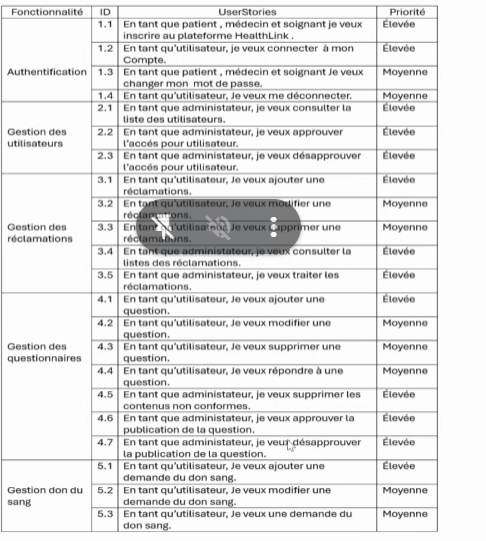 Fonctionnalité ID UserStories Priorité
Authentification
1.1 En tant que patient , médecin et soignant je veux Élevée
inscrire au plateforme HealthLink .
1.2 En tant qu'utilisateur, je veux connecter à mon Élevée
Compte.
1.3 En tant que patient , médecin et soignant Je veux Moyenne
changer mon mot de passe.
1.4 En tant qu'utilisateur, Je veux me déconnecter. Moyenne
Gestion des
utilisateurs
2.1 En tant que administateur, je veux consulter la Élevée
liste des utilisateurs.
2.2 En tant que administateur, je veux approuver Élevée
l'accés pour utilisateur.
2.3 En tant que administateur, je veux désapprouver Élevée
l'accés pour utilisateur.
Gestion des
réclamations
3.1 En tant qu'utilisateur, Je veux ajouter une Élevée
réclamations.
3.2 En tant qu'utilisateur, Je veux modifier une Moyenne
réclamations.
3.3 En tant qu'utilisateur, Je veux supprimer une Moyenne
réclamations.
3.4 En tant que administateur, je veux consulter la Élevée
listes des réclamations.
3.5 En tant que administateur, je veux traiter les Élevée
réclamations.
Gestion des
questionnaires
4.1 En tant qu'utilisateur, Je veux ajouter une Élevée
question.
4.2 En tant qu'utilisateur, Je veux modifier une Moyenne
question.
4.3 En tant qu'utilisateur, Je veux supprimer une Moyenne
question.
4.4 En tant qu'utilisateur, Je veux répondre à une Moyenne
question.
4.5 En tant que administateur, je veux supprimer les Élevée
contenus non conformes.
4.6 En tant que administateur, je veux approuver la Élevée
publication de la question.
4.7 En tant que administateur, je veux désapprouver Élevée
la publication de la question.
Gestion don du
sang
5.1 En tant qu'utilisateur, Je veux ajouter une Élevée
demande du don sang.
5.2 En tant qu'utilisateur, Je veux modifier une Moyenne
demande du don sang.
5.3 En tant qu'utilisateur, Je veux une demande du Moyenne
don sang.